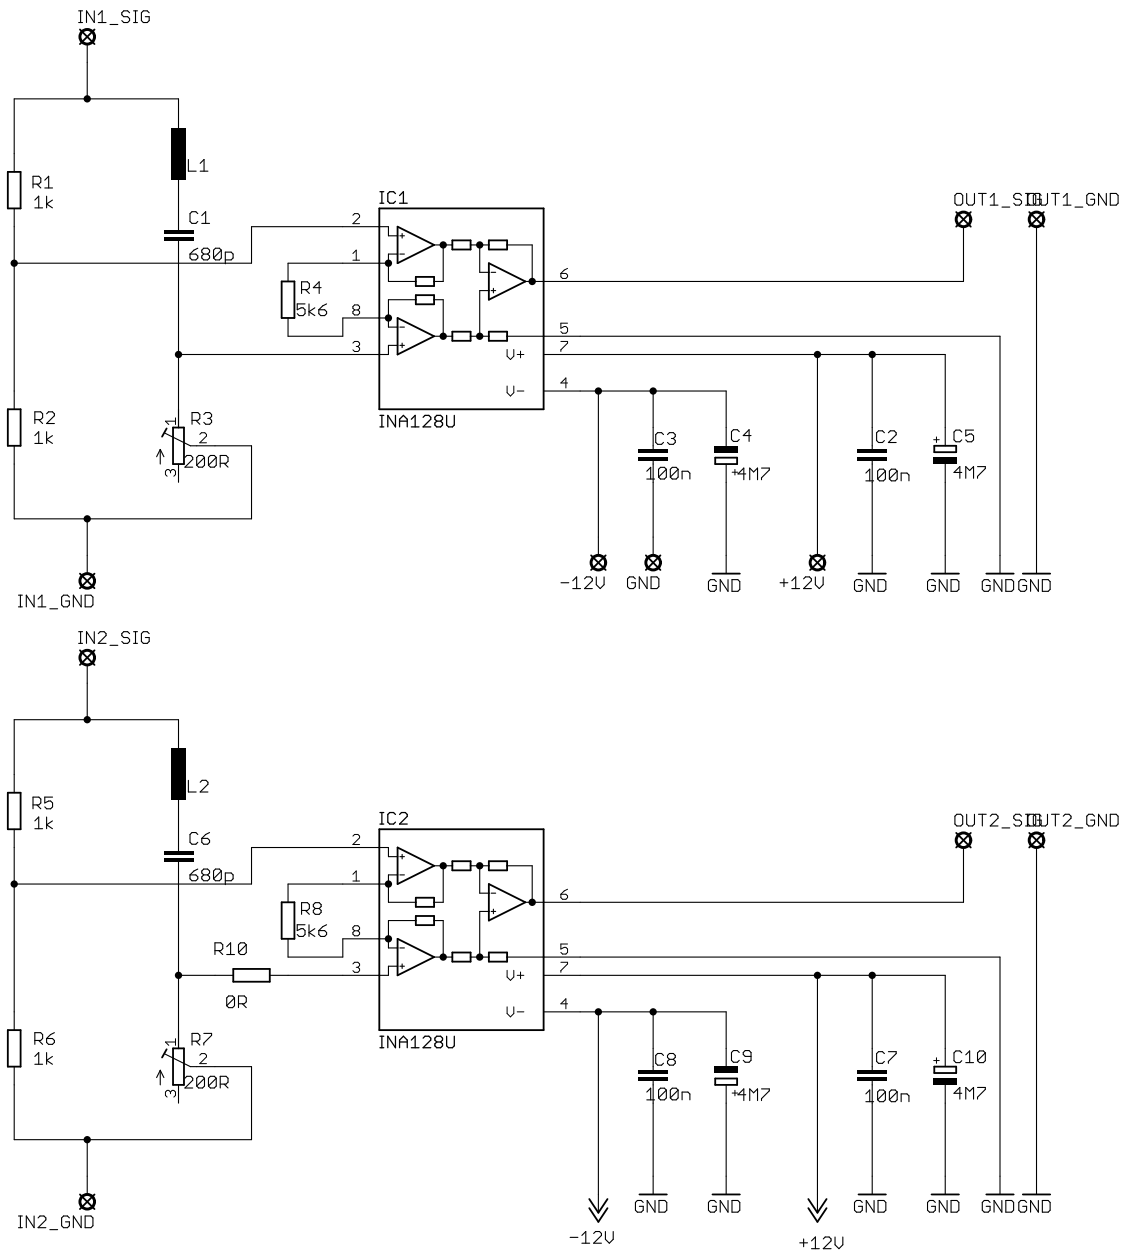 IN1_SIG
L1
R1
1k
C1
680p
IC1
2
1
R4
5k6
8
3
6
5
7
V+
4
V-
INA128U
OUT1_SIG
OUT1_GND
R2
1k
1
R3
2
200R
3
C3
100n
C4
+4M7
C2
100n
+
C5
4M7
-12V
GND
GND
+12V
GND
GND
GND
GND
IN1_GND
IN2_SIG
L2
R5
1k
C6
680p
IC2
2
1
R8
5k6
8
R10
0R
3
6
5
7
V+
4
V-
INA128U
OUT2_SIG
OUT2_GND
R6
1k
1
R7
2
200R
3
C8
100n
C9
+4M7
C7
100n
+
C10
4M7
-12V
GND
GND
+12V
GND
GND
GND
GND
IN2_GND